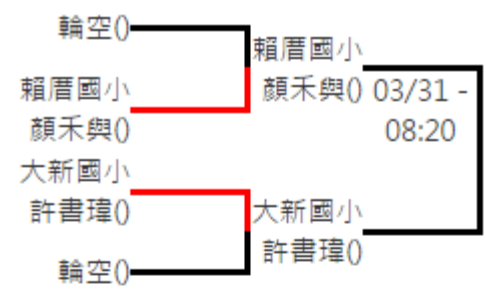 輪空()
賴厝國小
顏禾與()
大新國小
許書瑋()
輪空()
賴厝國小
顏禾與()
大新國小
許書瑋()
03/31 -
08:20